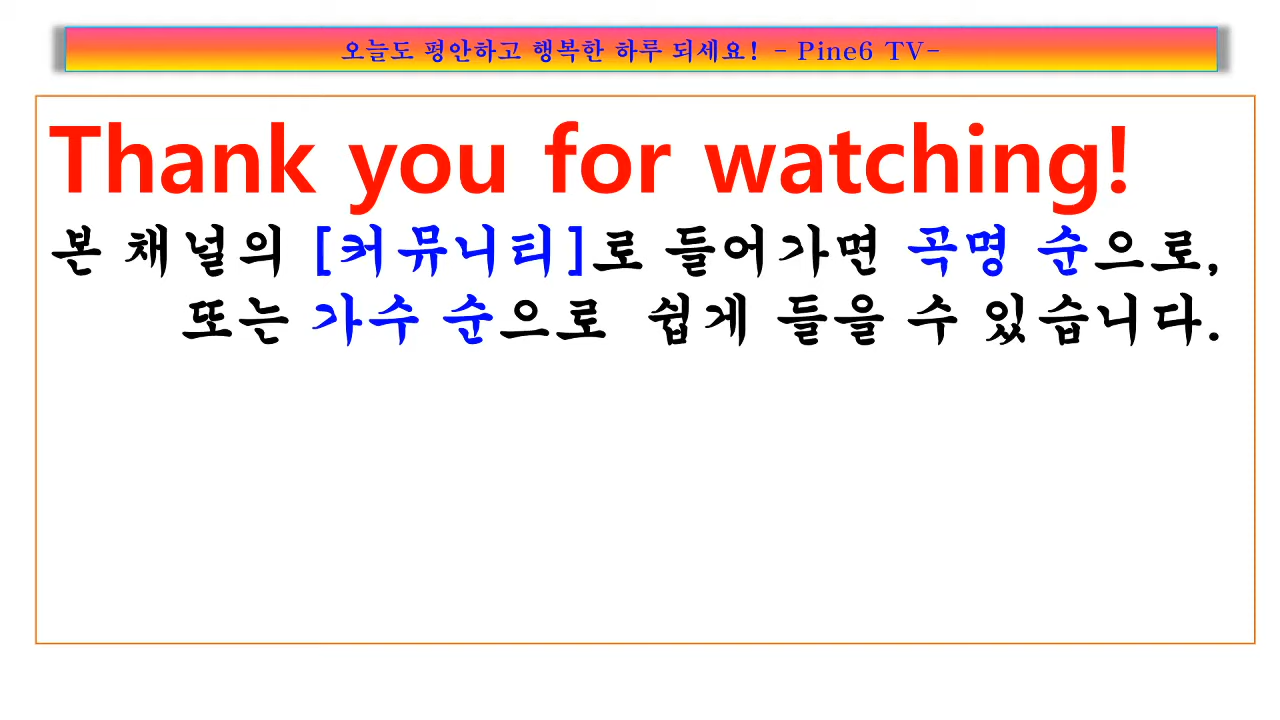 오늘도 평안하고 행복한 하루 되세요! - Pine6 TV-
Thank you for watching!
본 채널의 [커뮤니티]로 들어가면 곡명 순으로,
또는 가수 순으로 쉽게 들을 수 있습니다.